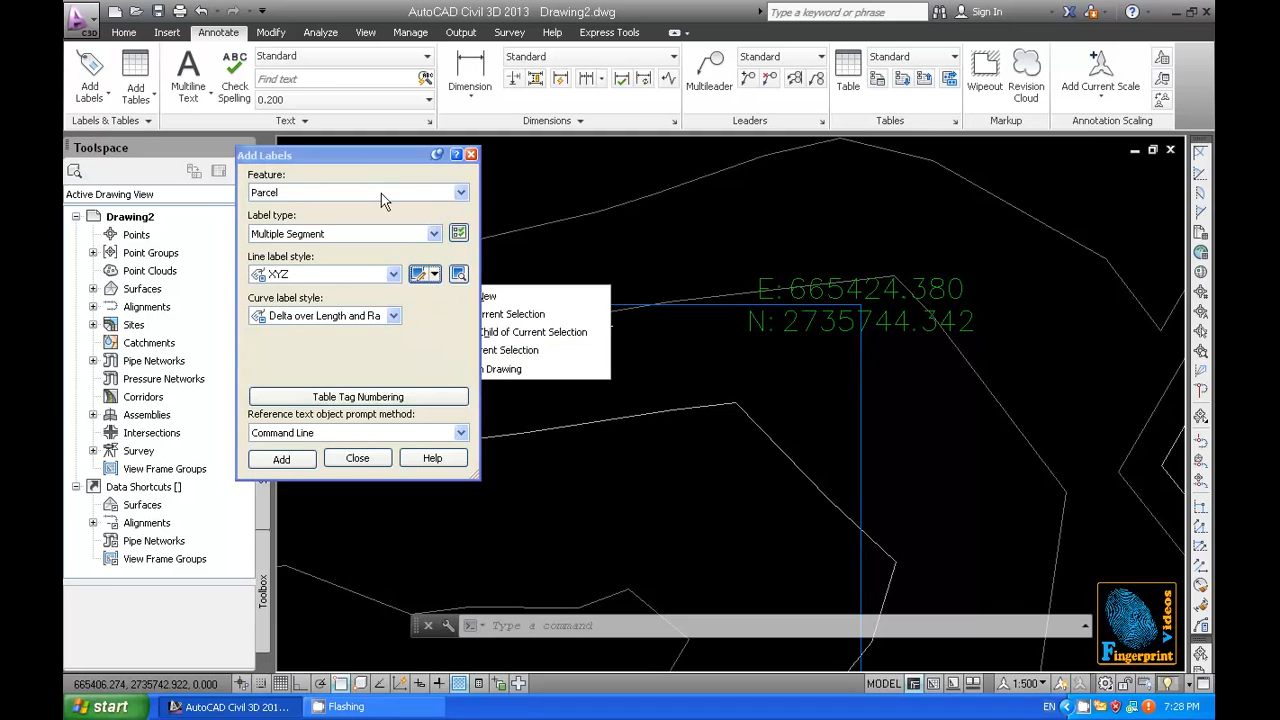 AutoCAD Civil 3D 2013 Drawing2.dwg
Type a keyword or phrase
Sign In
C3D
Home Insert Annotate Modify Analyze View Manage Output Survey Help Express Tools
Add Labels
Add Tables
Multiline Text
ABC
Check Spelling
Standard
Find text
0.200
Dimension
Standard
Multileader
Standard
Table
Standard
Wipeout
Revision Cloud
Add Current Scale
Labels & Tables
Text
Dimensions
Leaders
Tables
Markup
Annotation Scaling
Toolspace
Active Drawing View
Drawing2
Points
Point Groups
Point Clouds
Surfaces
Alignments
Sites
Catchments
Pipe Networks
Pressure Networks
Corridors
Assemblies
Intersections
Survey
View Frame Groups
Data Shortcuts []
Surfaces
Alignments
Pipe Networks
View Frame Groups
Toolbox
Add Labels
Feature:
Parcel
Label type:
Multiple Segment
Line label style:
XYZ
Curve label style:
Delta over Length and Ra
Table Tag Numbering
Reference text object prompt method:
Command Line
Add
Close
Help
New
rrent Selection
Child of Current Selection
rent Selection
n Drawing
E: 665424.380
N: 2735744.342
Type a command
Fingerprint Videos
665406.274, 2735742.922, 0.000
MODEL
1:500
start
AutoCAD Civil 3D 201...
Flashing
EN
7:28 PM